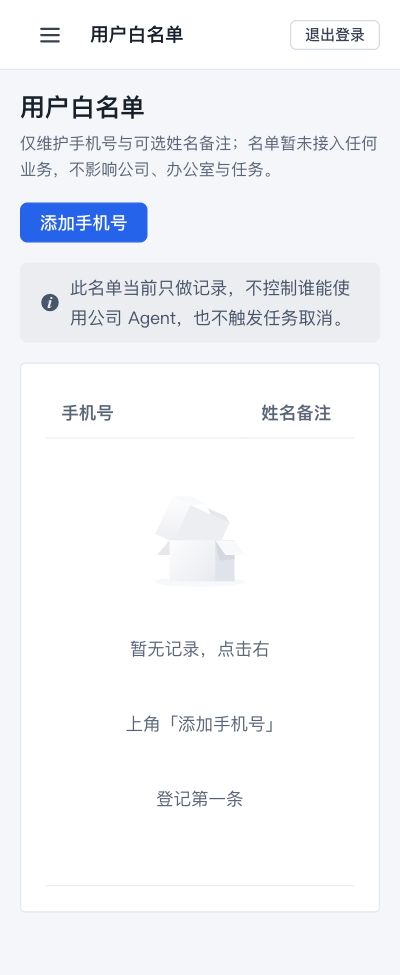 用户白名单
退出登录
用户白名单
仅维护手机号与可选姓名备注；名单暂未接入任何
业务，不影响公司、办公室与任务。
添加手机号
此名单当前只做记录，不控制谁能使
用公司 Agent，也不触发任务取消。
手机号
姓名备注
暂无记录，点击右
上角「添加手机号」
登记第一条